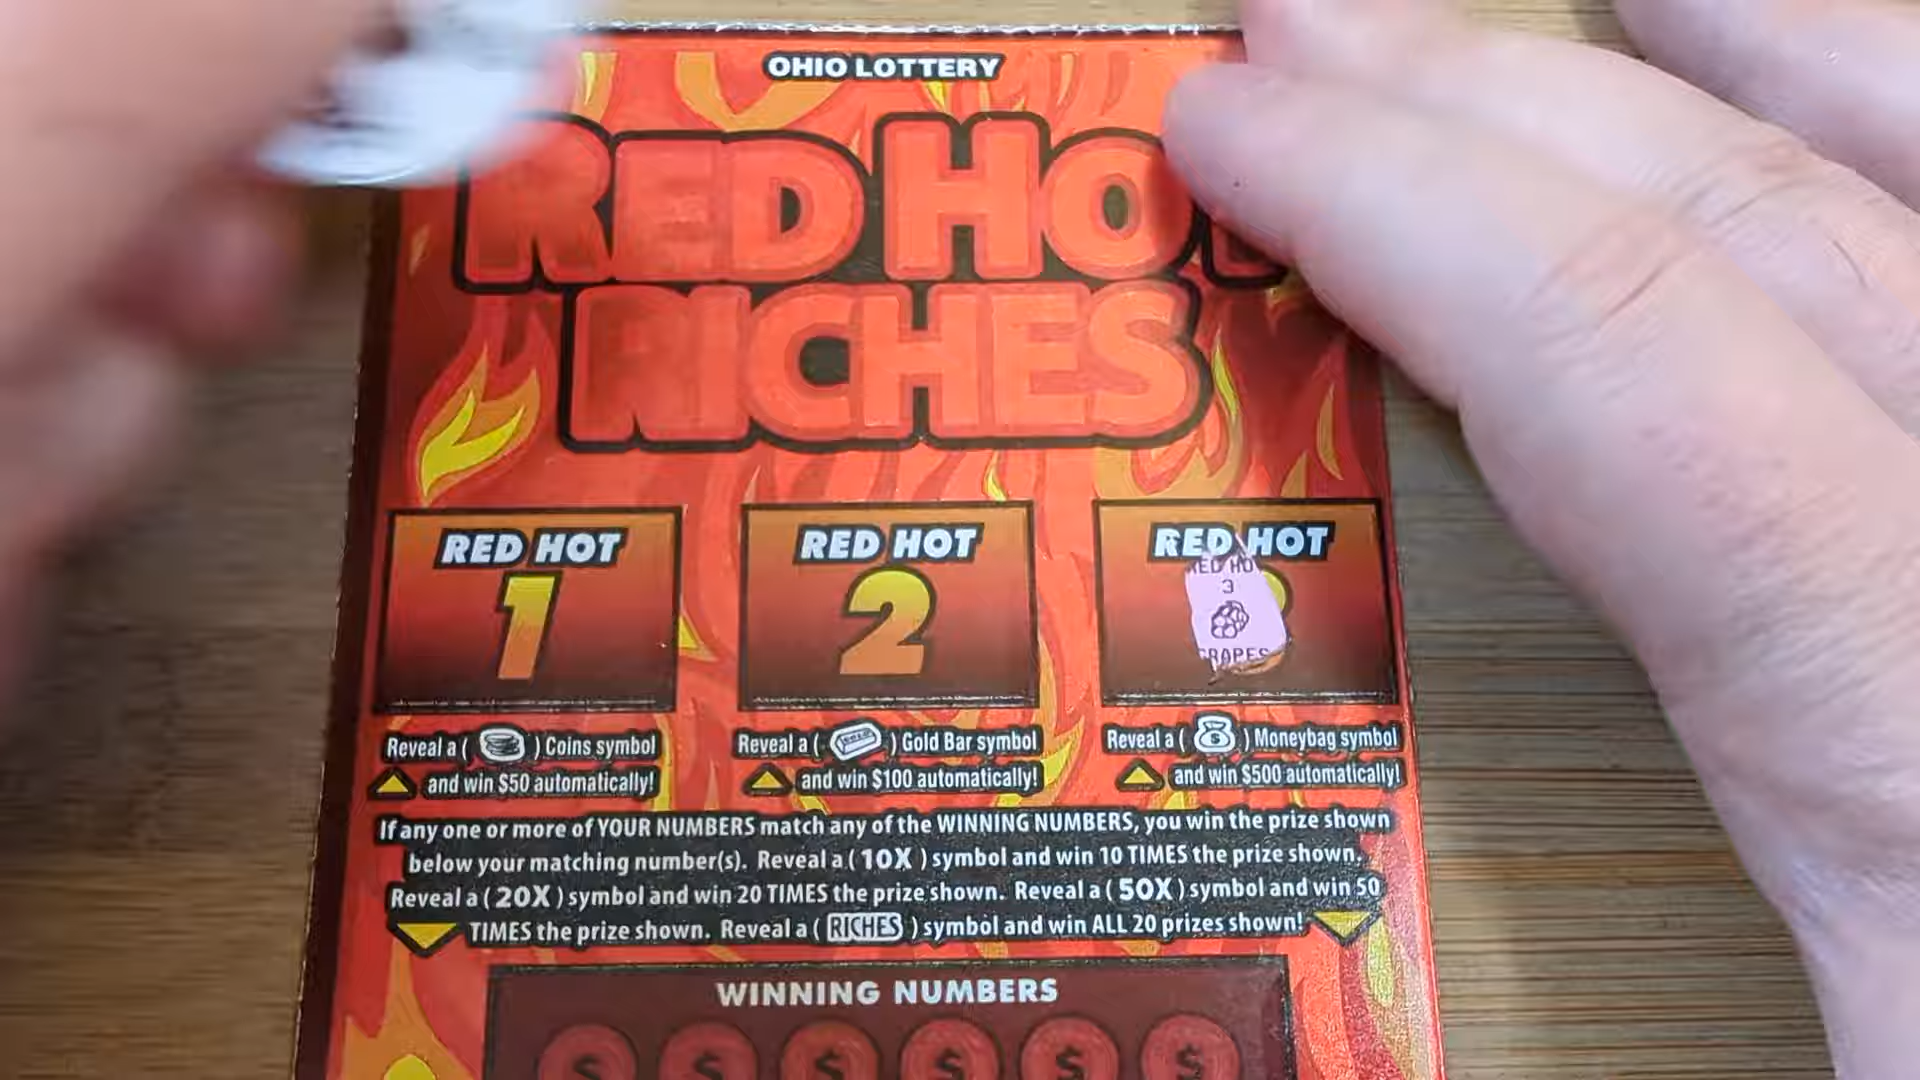 OHIO LOTTERY
RED HOT
RICHES
RED HOT
1
RED HOT
2
RED HOT
RED HOT
3
GRAPES
Reveal a ( ) Coins symbol
and win $50 automatically!
Reveal a ( GOLD ) Gold Bar symbol
and win $100 automatically!
Reveal a ( $ ) Moneybag symbol
and win $500 automatically!
If any one or more of YOUR NUMBERS match any of the WINNING NUMBERS, you win the prize shown
below your matching number(s). Reveal a ( 10X ) symbol and win 10 TIMES the prize shown.
Reveal a ( 20X ) symbol and win 20 TIMES the prize shown. Reveal a ( 50X ) symbol and win 50
TIMES the prize shown. Reveal a ( RICHES ) symbol and win ALL 20 prizes shown!
WINNING NUMBERS
$ $ $ $ $ $